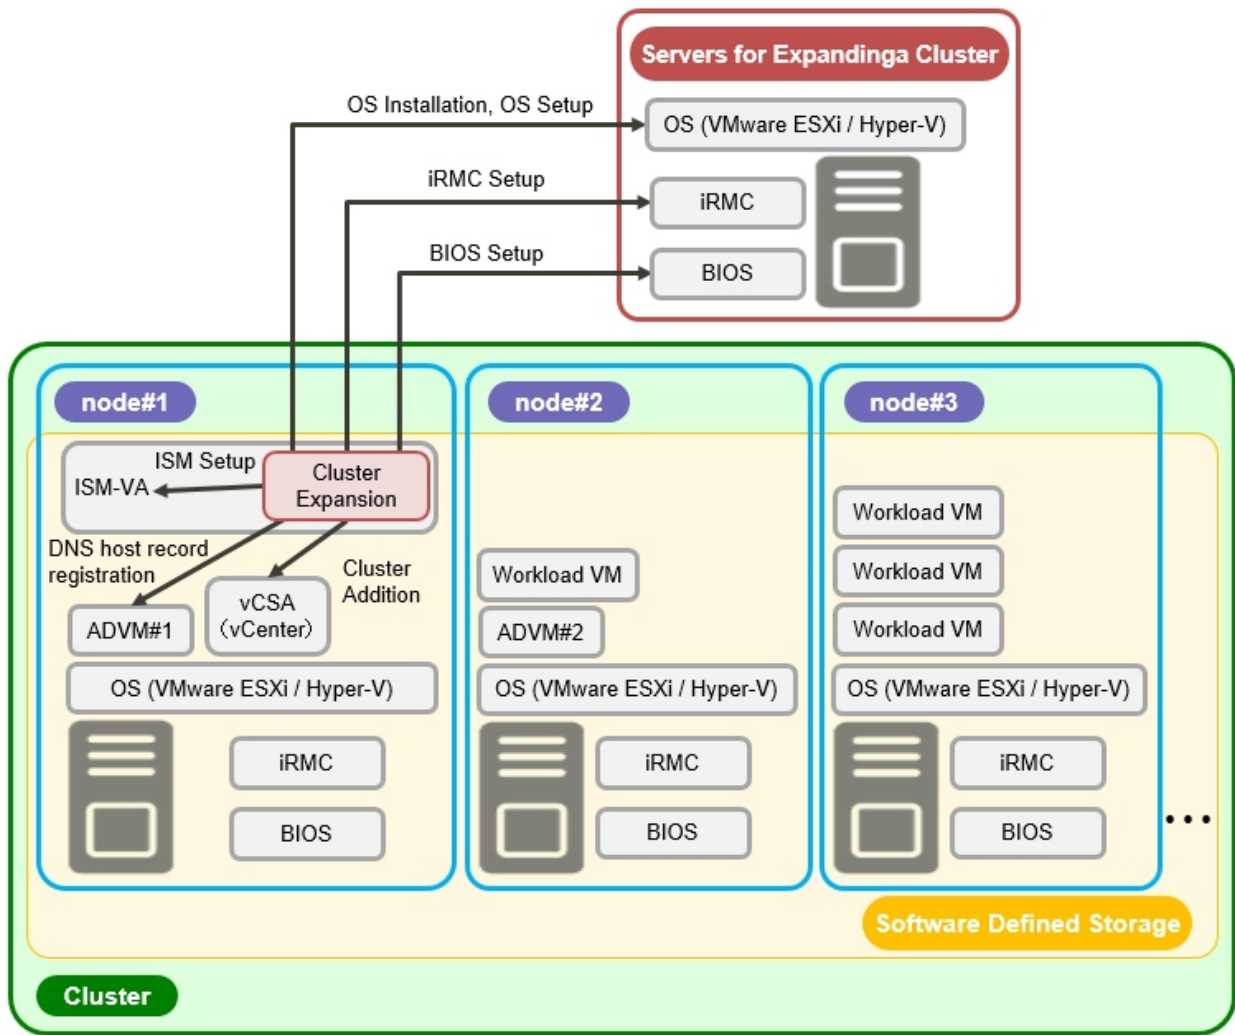 Servers for Expandinga Cluster
OS Installation, OS Setup
OS (VMware ESXi / Hyper-V)
iRMC Setup
iRMC
BIOS Setup
BIOS
node#1
node#2
node#3
ISM Setup
ISM-VA
Cluster
Expansion
DNS host record
registration
Cluster
Addition
ADVM#1
vCSA
(vCenter)
OS (VMware ESXi / Hyper-V)
iRMC
BIOS
Workload VM
ADVM#2
OS (VMware ESXi / Hyper-V)
iRMC
BIOS
Workload VM
Workload VM
Workload VM
OS (VMware ESXi / Hyper-V)
iRMC
BIOS
...
Software Defined Storage
Cluster